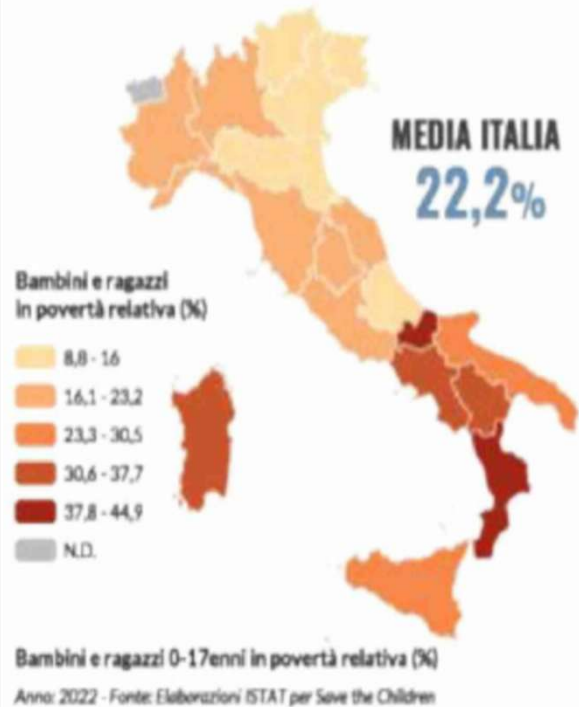 MEDIA ITALIA
22,2%
Bambini e ragazzi
in povertà relativa (%)
8,8 - 16
16,1 - 23,2
23,3 - 30,5
30,6 - 37,7
37,8 - 44,9
N.D.
Bambini e ragazzi 0-17enni in povertà relativa (%)
Anno: 2022 - Fonte: Elaborazioni ISTAT per Save the Children